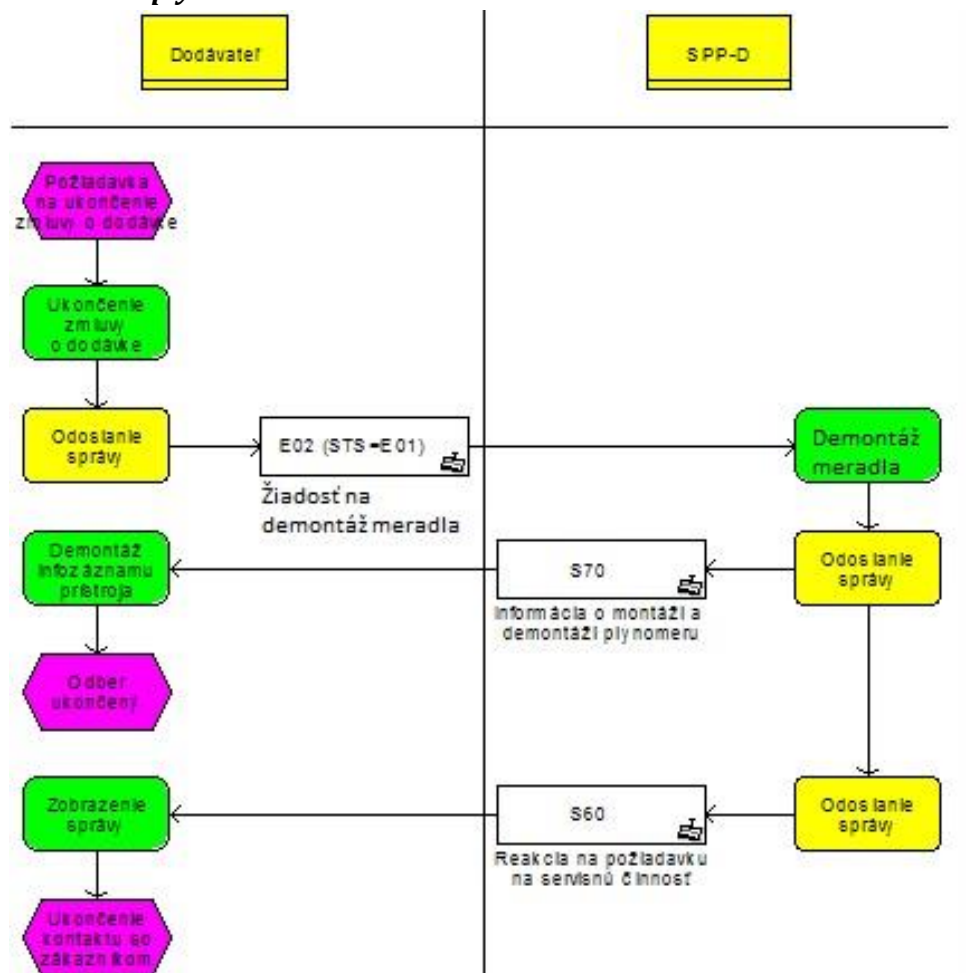 Dodávateľ
SPP-D
Požiadavka
na ukončenie
zmluvy o dodávke
Ukončenie
zmluvy
o dodávke
Odoslanie
správy
E02 (STS=E01)
Demontáž
meradla
Žiadosť na
demontáž meradla
Demontáž
infozáznamu
prístroja
S70
Odoslanie
správy
Informácia o montáži a
demontáži plynomeru
Odber
ukončený
Zobrazenie
správy
S60
Odoslanie
správy
Reakcia na požiadavku
na servisnú činnosť
Ukončenie
kontaktu so
zákazníkom